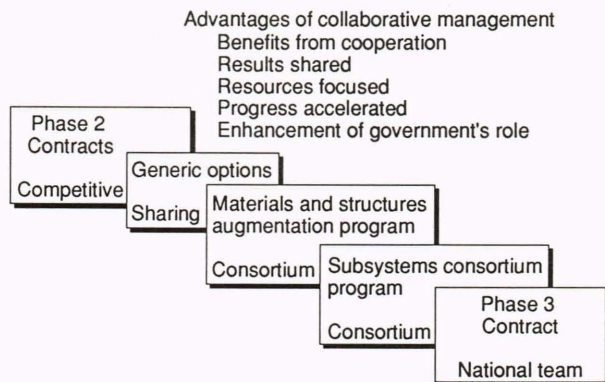 Advantages of collaborative management
Benefits from cooperation
Results shared
Resources focused
Progress accelerated
Enhancement of government's role
Phase 2
Contracts
Competitive
Generic options
Sharing
Materials and structures
augmentation program
Consortium
Subsystems consortium
program
Consortium
Phase 3
Contract
National team